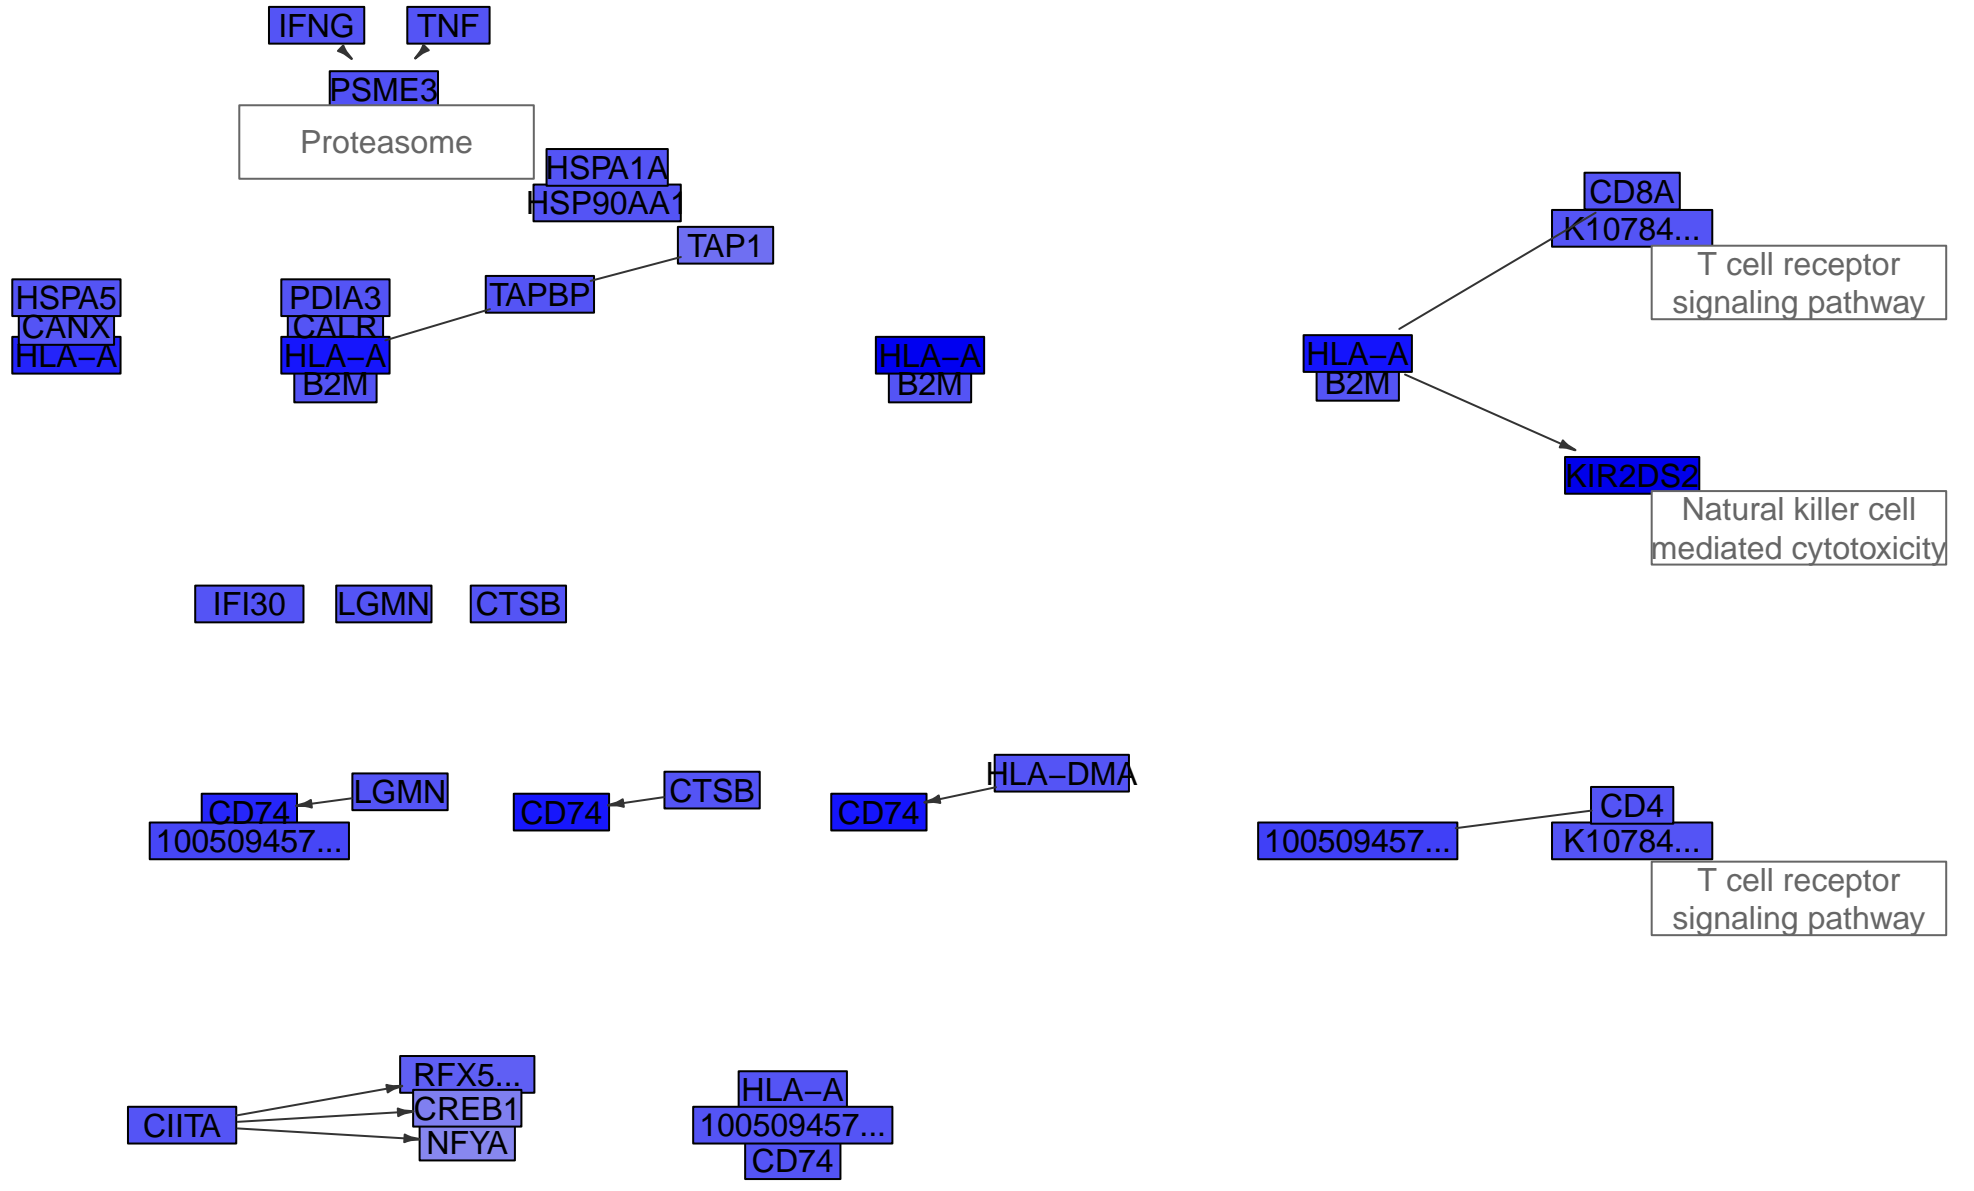 IFNG
TNF
PSME3
Proteasome
HSPA1A
HSP90AA1
TAP1
TAPBP
CD8A
K10784...
T cell receptor
signaling pathway
HSPA5
CANX
HLA−A
PDIA3
CALR
HLA−A
B2M
HLA−A
B2M
HLA−A
B2M
KIR2DS2
Natural killer cell
mediated cytotoxicity
IFI30
LGMN
CTSB
CD74
100509457...
LGMN
CD74
CTSB
CD74
HLA−DMA
100509457...
CD4
K10784...
T cell receptor
signaling pathway
CIITA
RFX5...
CREB1
NFYA
HLA−A
100509457...
CD74